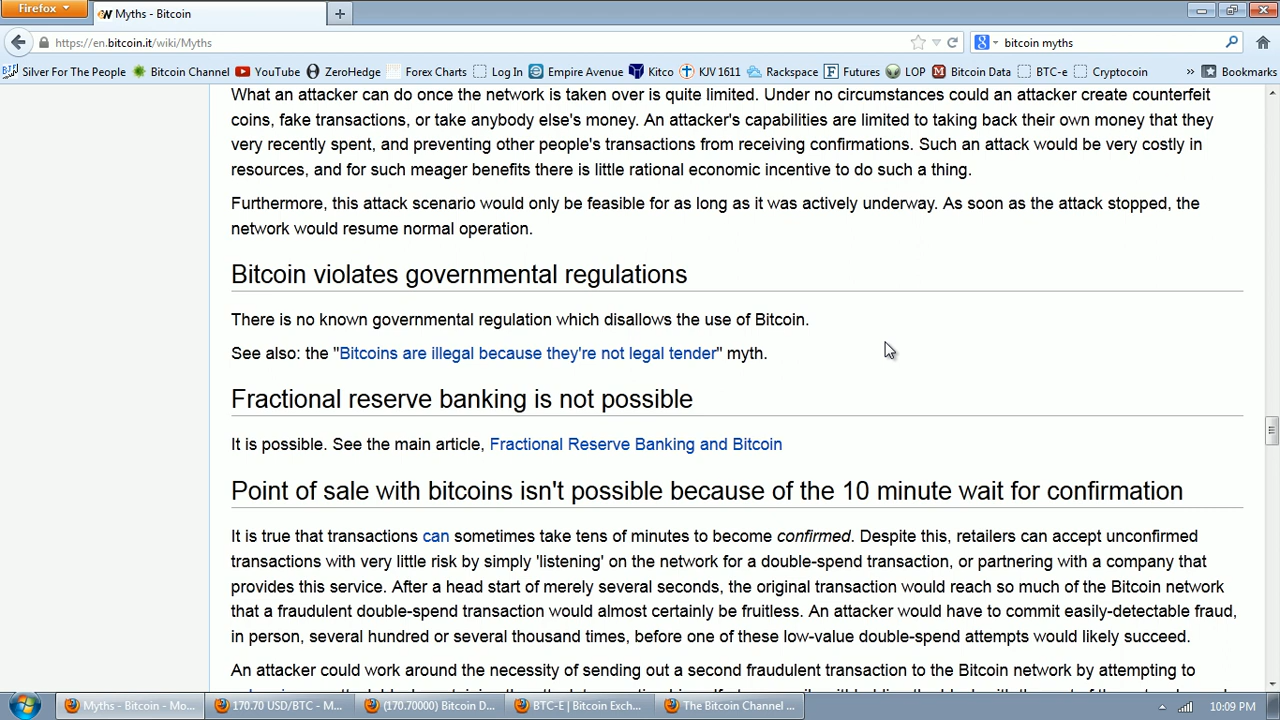 Firefox
Myths - Bitcoin
https://en.bitcoin.it/wiki/Myths
bitcoin myths
Silver For The People Bitcoin Channel YouTube ZeroHedge Forex Charts Log In Empire Avenue Kitco KJV 1611 Rackspace Futures LOP Bitcoin Data BTC-e Cryptocoin » Bookmarks
What an attacker can do once the network is taken over is quite limited. Under no circumstances could an attacker create counterfeit
coins, fake transactions, or take anybody else's money. An attacker's capabilities are limited to taking back their own money that they
very recently spent, and preventing other people's transactions from receiving confirmations. Such an attack would be very costly in
resources, and for such meager benefits there is little rational economic incentive to do such a thing.
Furthermore, this attack scenario would only be feasible for as long as it was actively underway. As soon as the attack stopped, the
network would resume normal operation.
Bitcoin violates governmental regulations
There is no known governmental regulation which disallows the use of Bitcoin.
See also: the "Bitcoins are illegal because they're not legal tender" myth.
Fractional reserve banking is not possible
It is possible. See the main article, Fractional Reserve Banking and Bitcoin
Point of sale with bitcoins isn't possible because of the 10 minute wait for confirmation
It is true that transactions can sometimes take tens of minutes to become confirmed. Despite this, retailers can accept unconfirmed
transactions with very little risk by simply 'listening' on the network for a double-spend transaction, or partnering with a company that
provides this service. After a head start of merely several seconds, the original transaction would reach so much of the Bitcoin network
that a fraudulent double-spend transaction would almost certainly be fruitless. An attacker would have to commit easily-detectable fraud,
in person, several hundred or several thousand times, before one of these low-value double-spend attempts would likely succeed.
An attacker could work around the necessity of sending out a second fraudulent transaction to the Bitcoin network by attempting to
Myths - Bitcoin - Mo... 170.70 USD/BTC - M... (170.70000) Bitcoin D... BTC-E | Bitcoin Exch... The Bitcoin Channel ... 10:09 PM